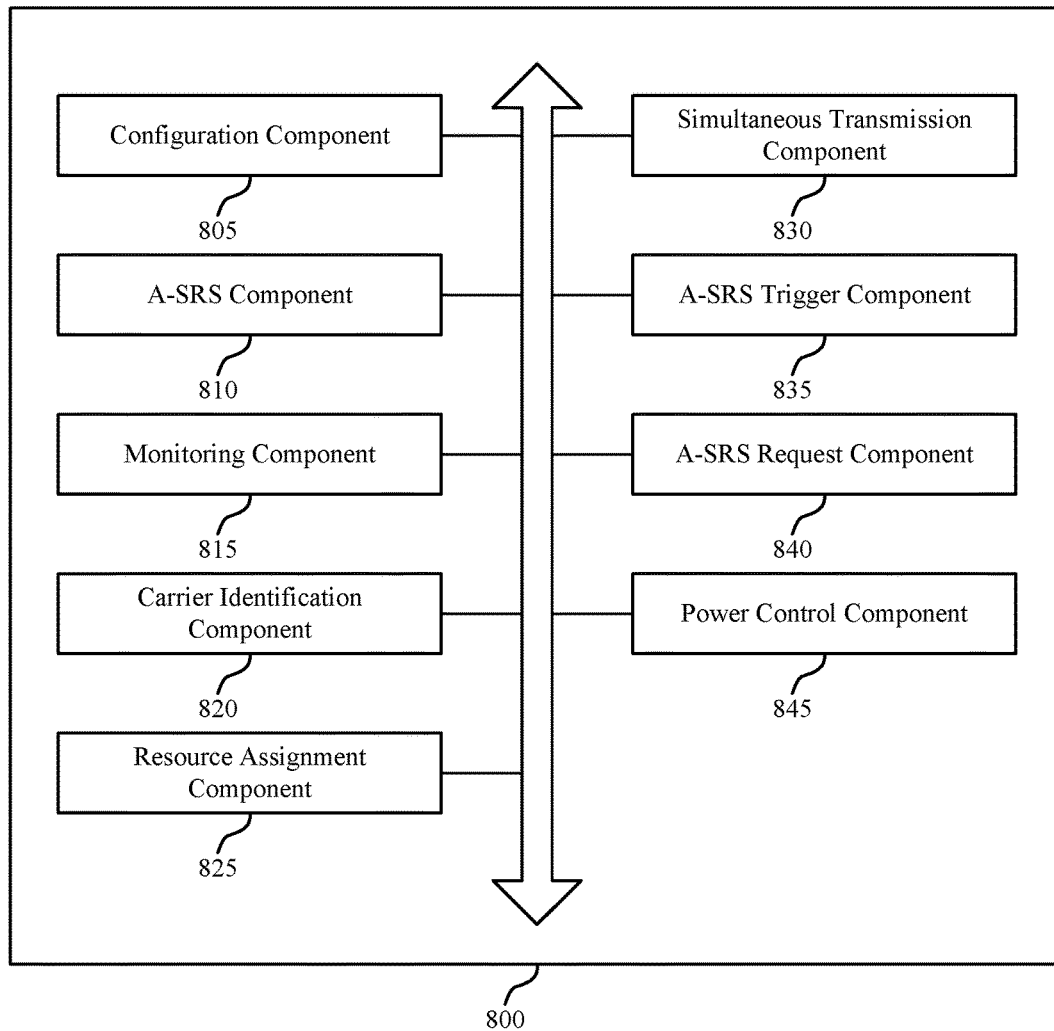 Configuration Component
805
A-SRS Component
810
Monitoring Component
815
Carrier Identification
Component
820
Resource Assignment
Component
825
Simultaneous Transmission
Component
830
A-SRS Trigger Component
835
A-SRS Request Component
840
Power Control Component
845
800